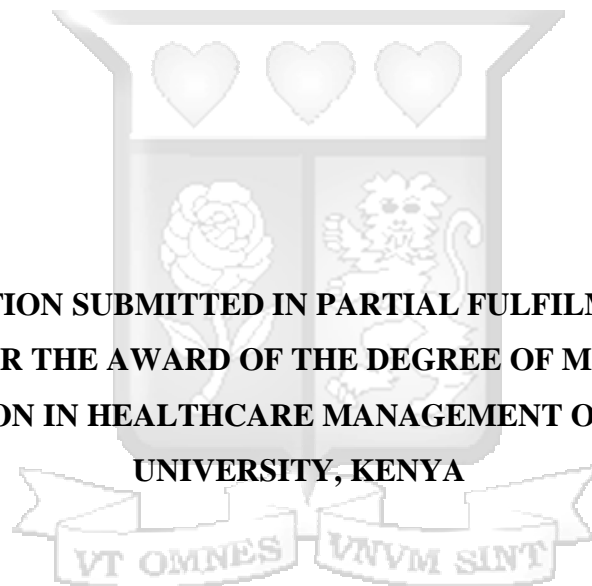 TION SUBMITTED IN PARTIAL FULFILM
R THE AWARD OF THE DEGREE OF M
ON IN HEALTHCARE MANAGEMENT O
UNIVERSITY, KENYA
VT OMNES VNVM SINT